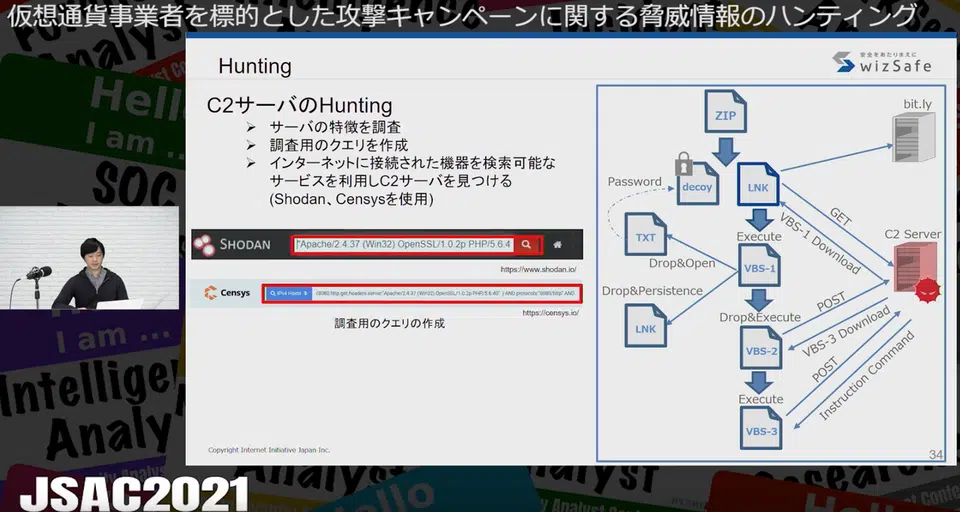 仮想通貨事業者を標的とした攻撃キャンペーンに関する脅威情報のハンティング
Hunting
安全をあたりまえに
wizSafe
C2サーバのHunting
➢ サーバの特徴を調査
➢ 調査用のクエリを作成
➢ インターネットに接続された機器を検索可能な
サービスを利用しC2サーバを見つける
(Shodan、Censysを使用)
SHODAN
"Apache/2.4.37 (Win32) OpenSSL/1.0.2p PHP/5.6.4
https://www.shodan.io/
Censys
IPv4 Hosts
https://censys.io/
調査用のクエリの作成
ZIP
bit.ly
Password
decoy
LNK
GET
VBS-1 Download
C2 Server
TXT
Execute
Drop&Open
VBS-1
Drop&Persistence
LNK
Drop&Execute
POST
VBS-3 Download
VBS-2
POST
Instruction Command
Execute
VBS-3
Copyright Internet Initiative Japan Inc.
34
Hello
I am ...
SOC
I am ...
Analy
Hello
JSAC2021